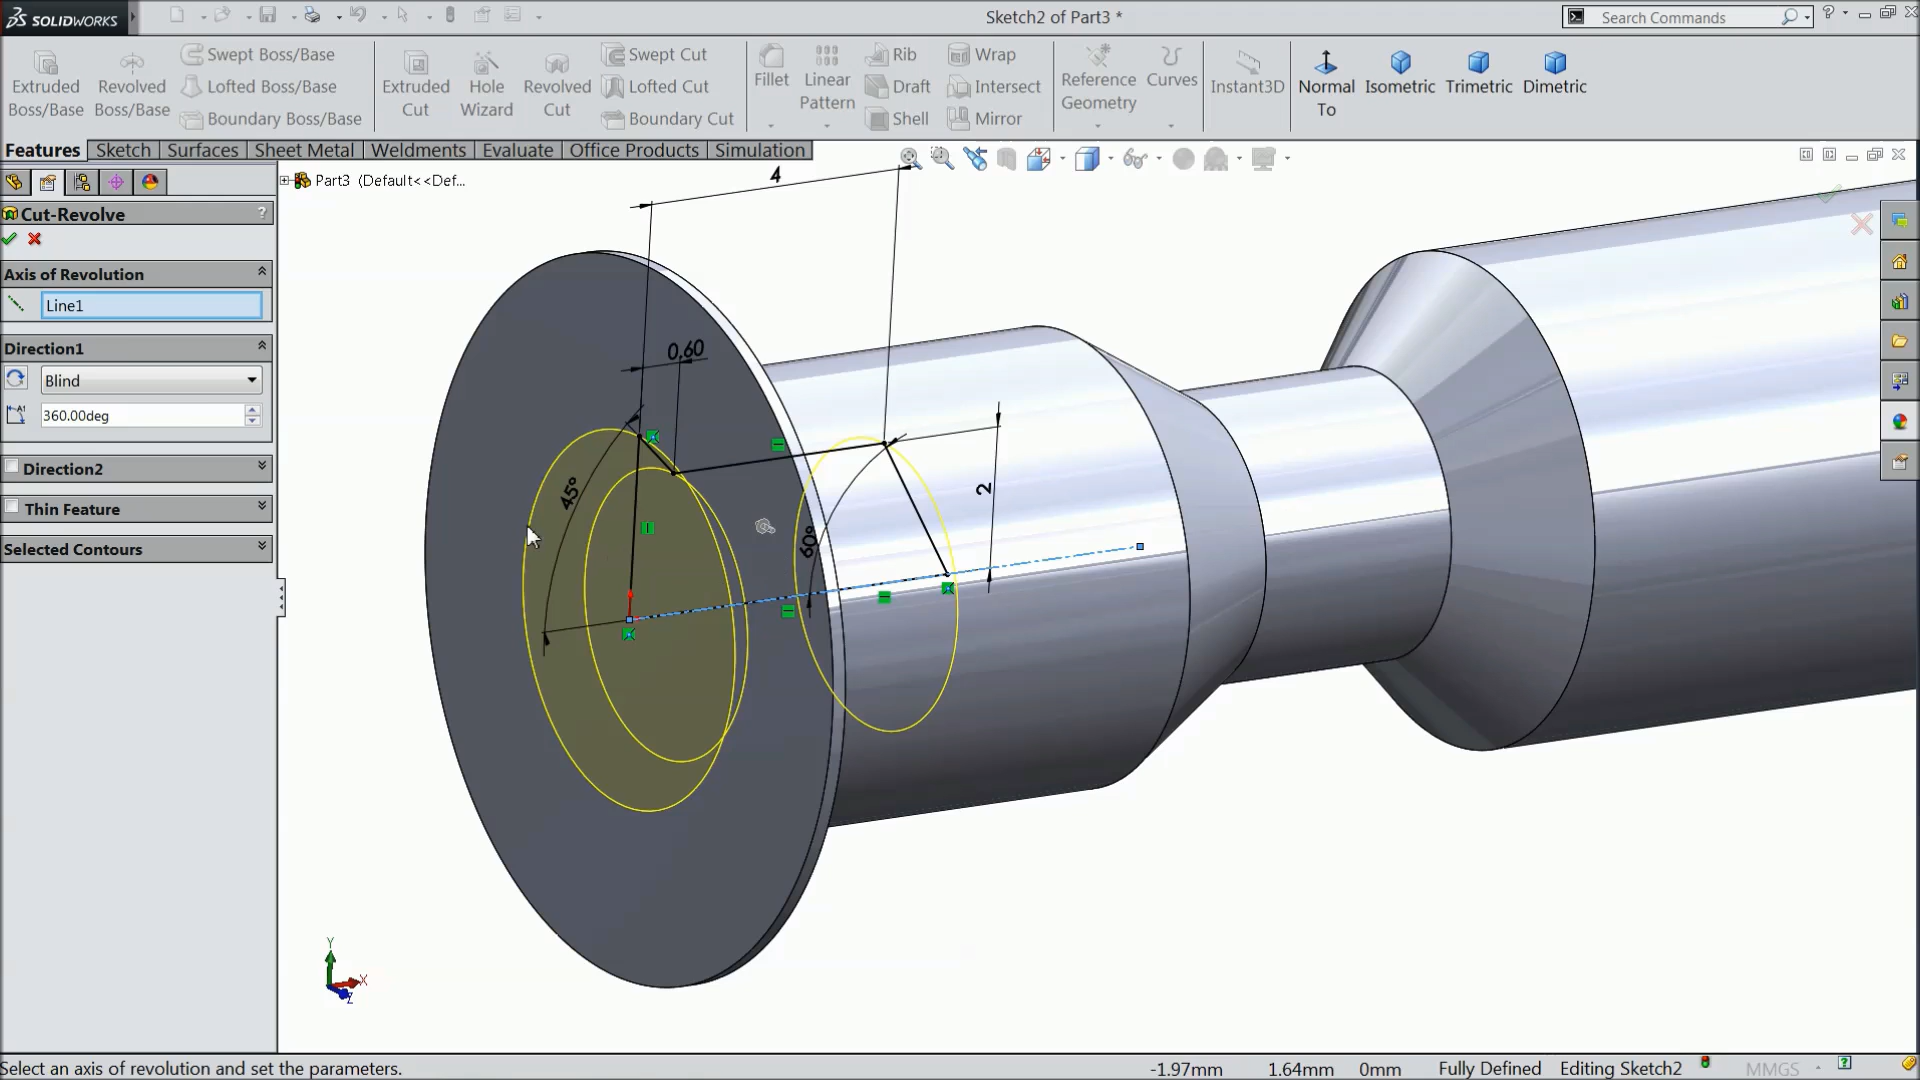 SOLIDWORKS
Sketch2 of Part3 *
Search Commands
Extruded Boss/Base
Revolved Boss/Base
Swept Boss/Base
Lofted Boss/Base
Boundary Boss/Base
Extruded Cut
Hole Wizard
Revolved Cut
Swept Cut
Lofted Cut
Boundary Cut
Fillet
Linear Pattern
Rib
Draft
Shell
Wrap
Intersect
Mirror
Reference Geometry
Curves
Instant3D
Normal To
Isometric
Trimetric
Dimetric
Features
Sketch
Surfaces
Sheet Metal
Weldments
Evaluate
Office Products
Simulation
Part3 (Default<<Def...
Cut-Revolve
?
Axis of Revolution
Line1
Direction1
Blind
360.00deg
Direction2
Thin Feature
Selected Contours
4
0.60
45°
60°
2
Y
X
Z
Select an axis of revolution and set the parameters.
-1.97mm
1.64mm
0mm
Fully Defined
Editing Sketch2
MMGS